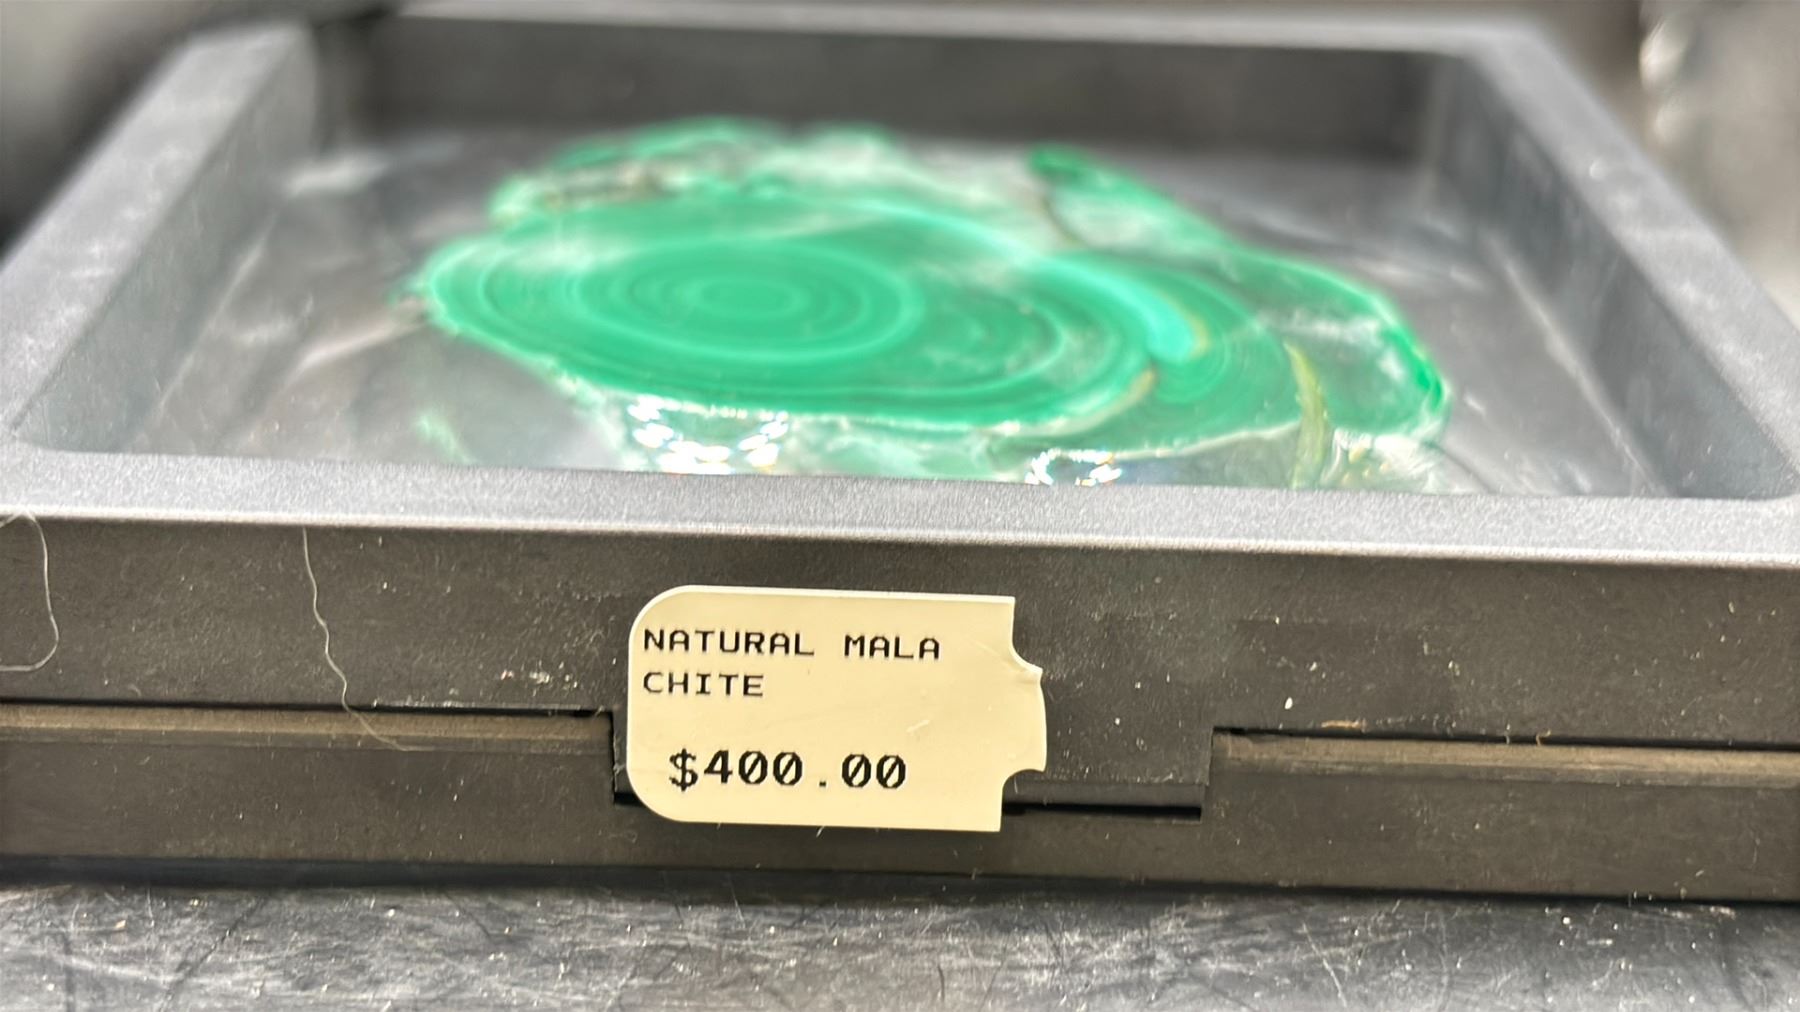 NATURAL MALA
CHITE
$400.00